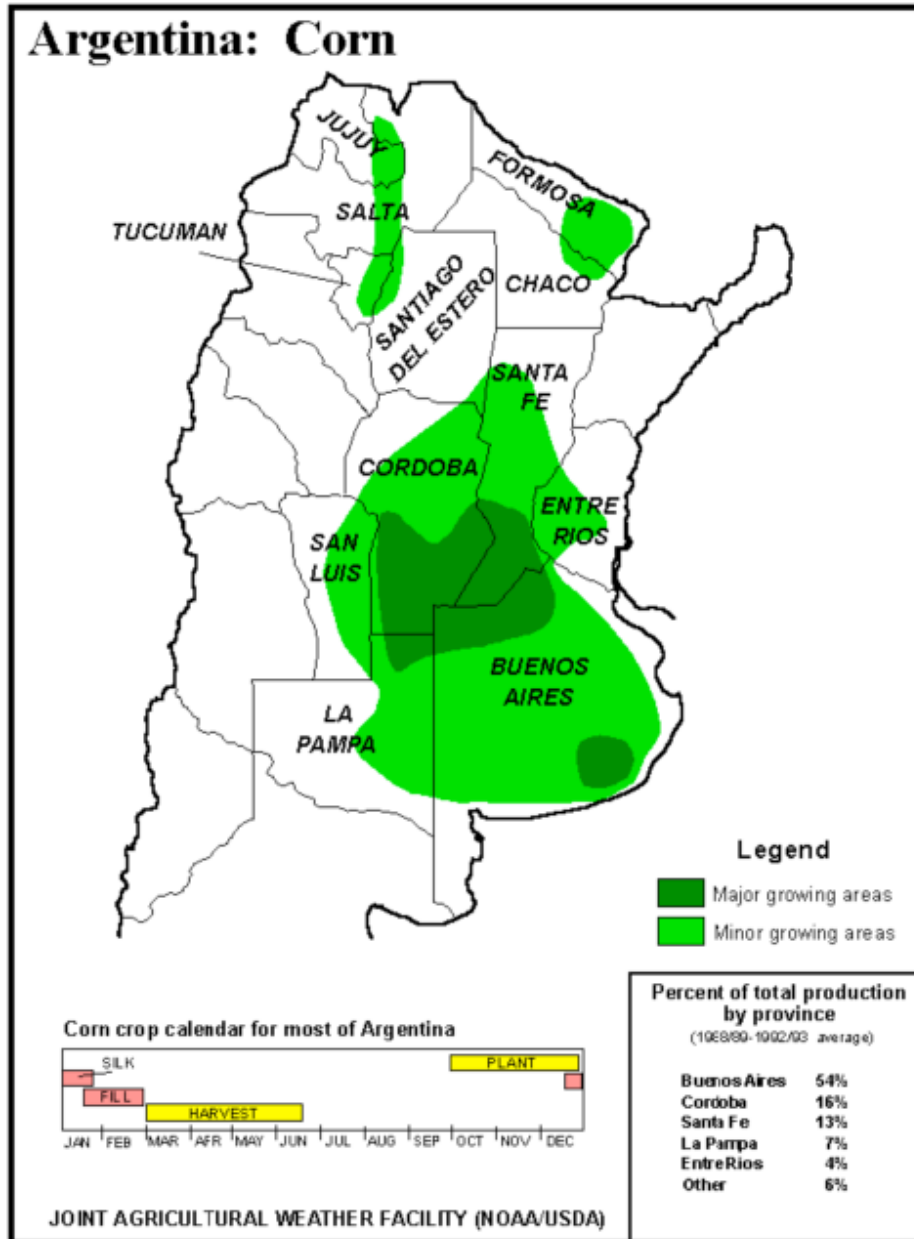 Argentina: Corn
JUJUY
FORMOSA
SALTA
TUCUMAN
CHACO
SANTIAGO
DEL ESTERO
SANTA
FE
CORDOBA
ENTRE
RIOS
SAN
LUIS
BUENOS
AIRES
LA
PAMPA
Legend
Major growing areas
Minor growing areas
Corn crop calendar for most of Argentina
SILK
PLANT
FILL
HARVEST
JAN FEB MAR APR MAY JUN JUL AUG SEP OCT NOV DEC
JOINT AGRICULTURAL WEATHER FACILITY (NOAA/USDA)
Percent of total production
by province
(1988/89-1992/93 average)
Buenos Aires 54%
Cordoba 16%
Santa Fe 13%
La Pampa 7%
Entre Rios 4%
Other 6%